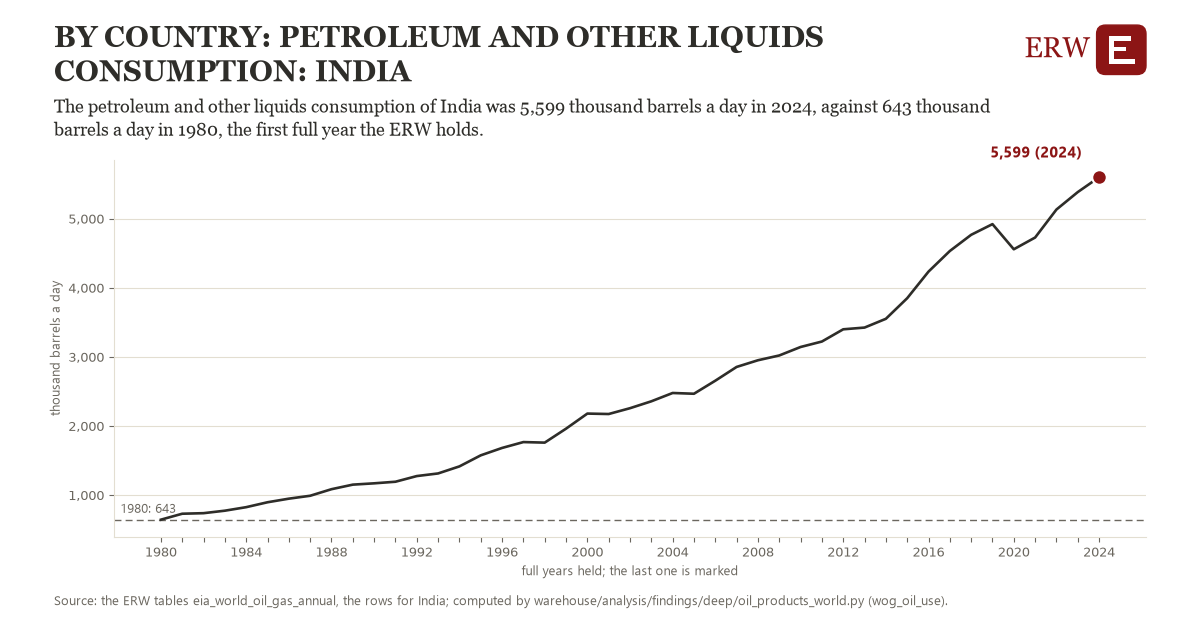 BY COUNTRY: PETROLEUM AND OTHER LIQUIDS
CONSUMPTION: INDIA
ERW E
The petroleum and other liquids consumption of India was 5,599 thousand barrels a day in 2024, against 643 thousand
barrels a day in 1980, the first full year the ERW holds.
5,599 (2024)
5,000
4,000
3,000
2,000
1,000
thousand barrels a day
1980: 643
1980 1984 1988 1992 1996 2000 2004 2008 2012 2016 2020 2024
full years held; the last one is marked
Source: the ERW tables eia_world_oil_gas_annual, the rows for India; computed by warehouse/analysis/findings/deep/oil_products_world.py (wog_oil_use).